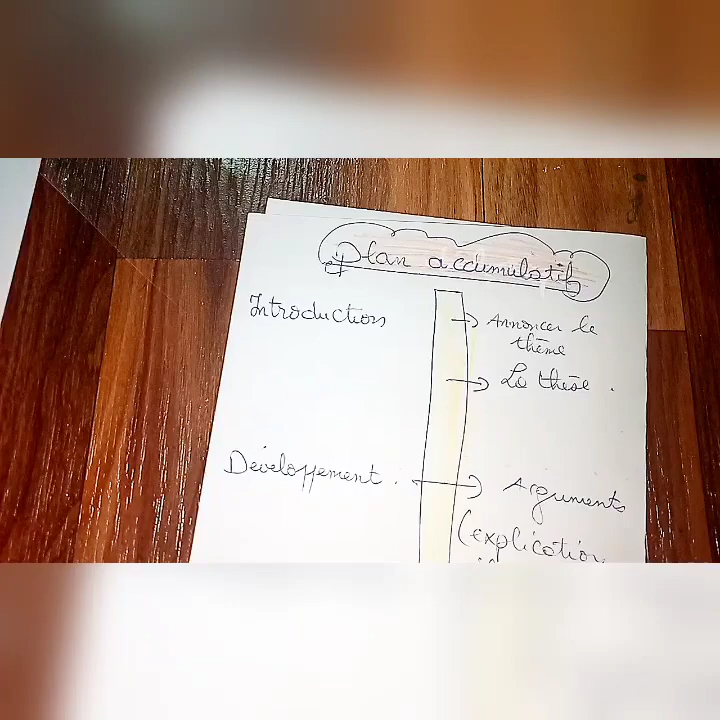 Plan accumulatif
Introduction
→ Annoncer le
thème
→ La thèse.
Développement. → Arguments
(explication